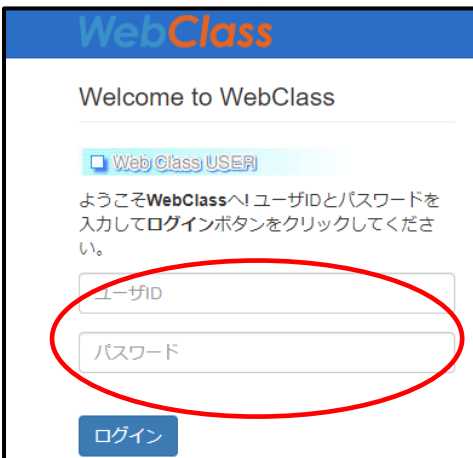 WebClass
Welcome to WebClass
Web Class USER
ようこそWebClassへ! ユーザIDとパスワードを
入力してログインボタンをクリックしてくださ
い。
ユーザID
パスワード
ログイン